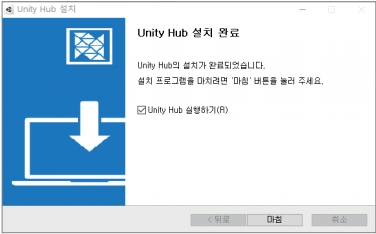 Unity Hub 설치
Unity Hub 설치 완료
Unity Hub의 설치가 완료되었습니다.
설치 프로그램을 마치려면 '마침' 버튼을 눌러 주세요.
Unity Hub 실행하기(R)
< 뒤로
마침
취소